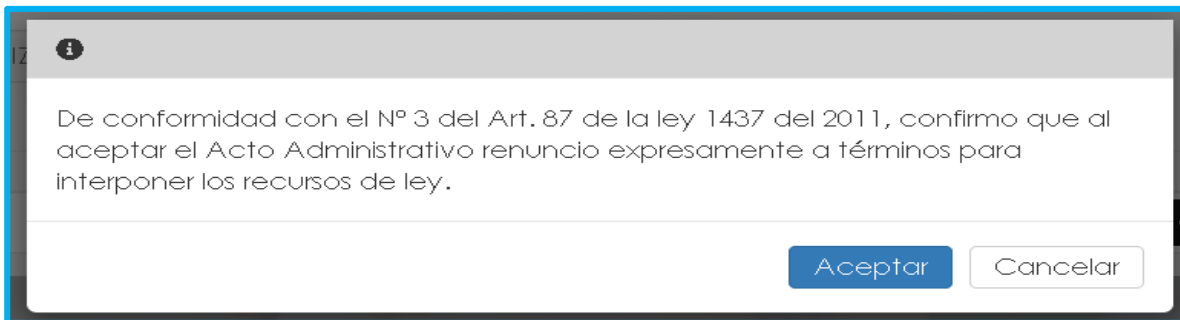 IZ
De conformidad con el Nº 3 del Art. 87 de la ley 1437 del 2011, confirmo que al
aceptar el Acto Administrativo renuncio expresamente a términos para
interponer los recursos de ley.
Aceptar Cancelar